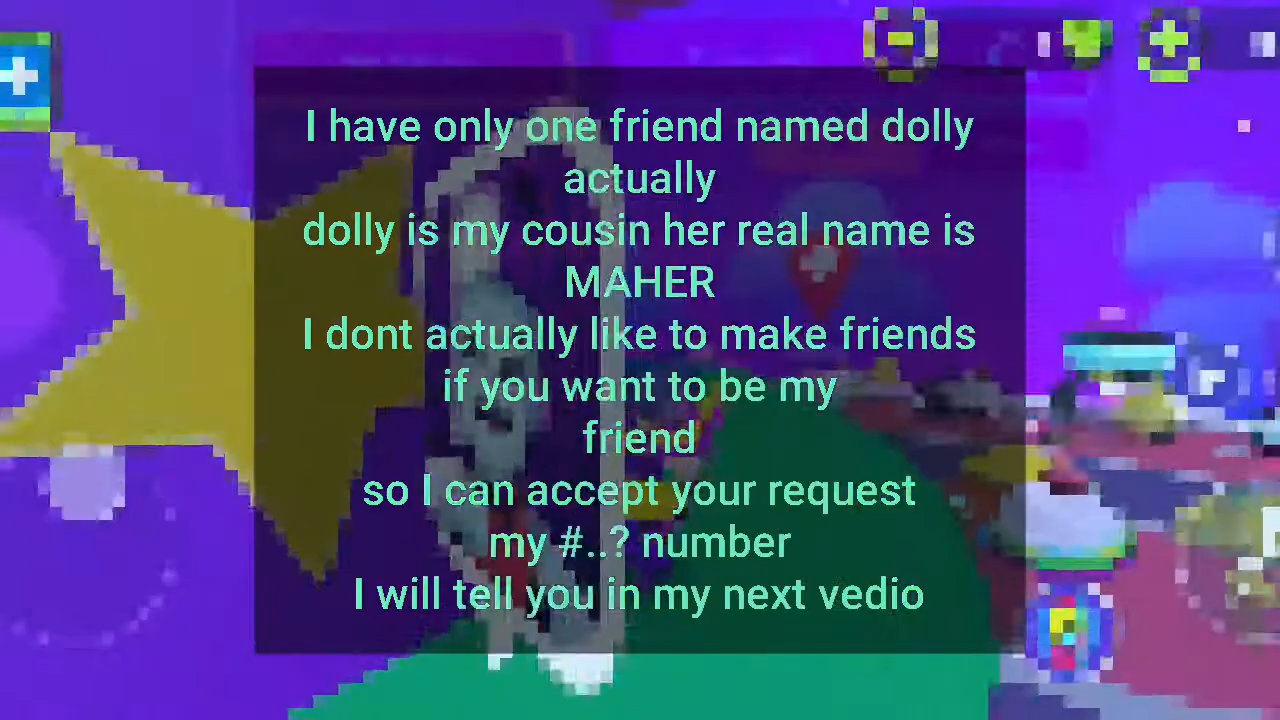 I have only one friend named dolly
actually
dolly is my cousin her real name is
MAHER
I dont actually like to make friends
if you want to be my
friend
so I can accept your request
my #..? number
I will tell you in my next vedio